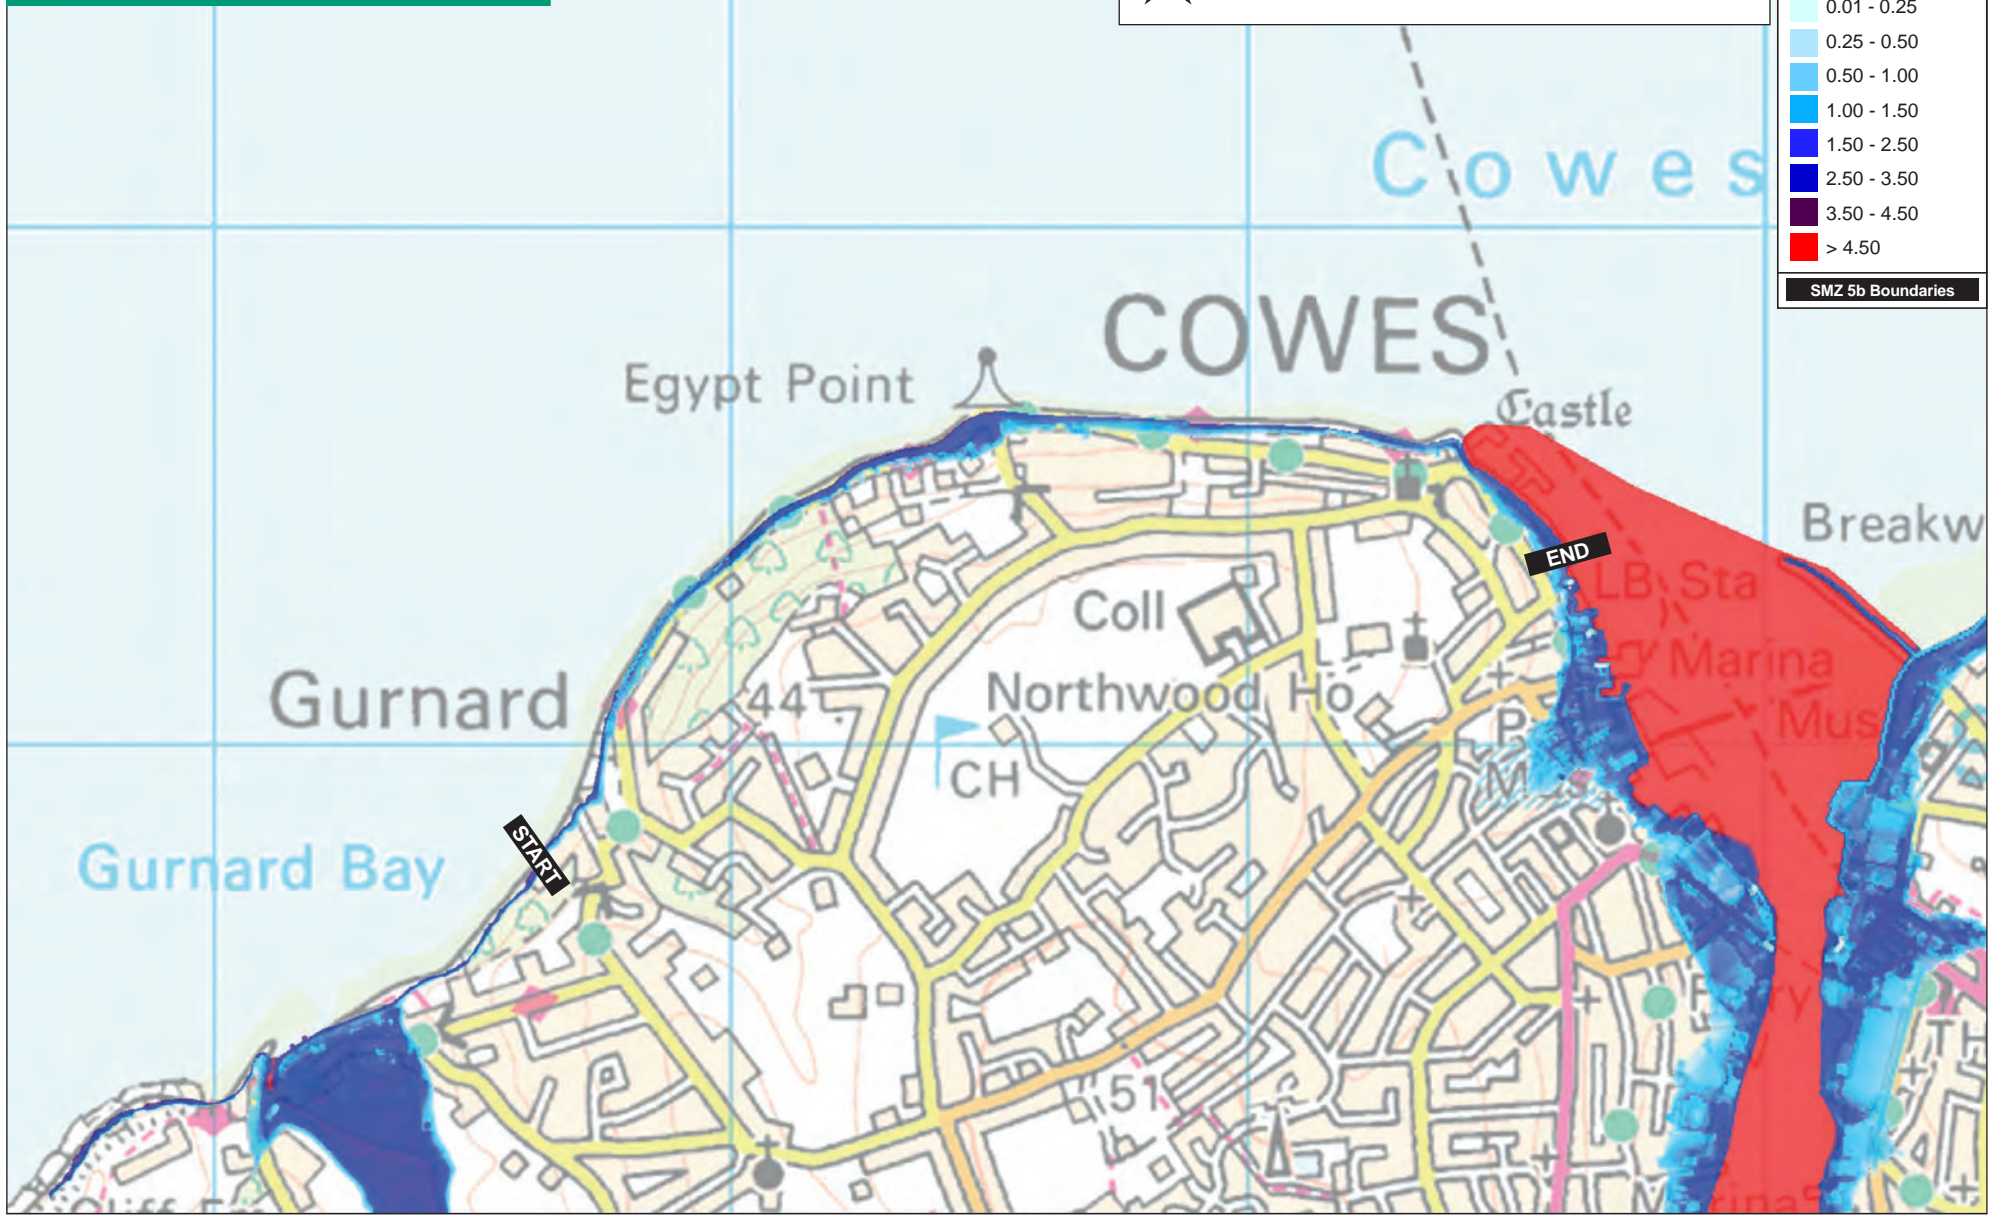 0.01 - 0.25
0.25 - 0.50
0.50 - 1.00
1.00 - 1.50
1.50 - 2.50
2.50 - 3.50
3.50 - 4.50
> 4.50
SMZ 5b Boundaries
Cowes
COWES
Egypt Point
Castle
Breakw
END
LB Sta
Coll
Marina
Gurnard
44
Northwood Ho
Mus
P
CH
Mus
START
Gurnard Bay
F
y
TH
51